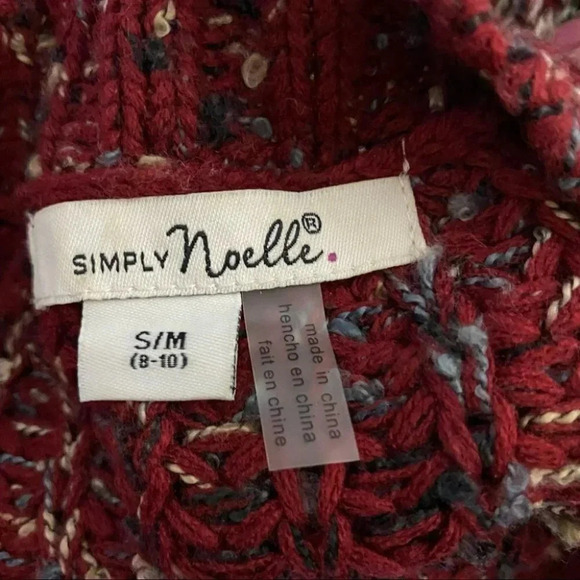 SIMPLY Noelle®.
S/M
(8-10)
made in china
hencho en china
fait en chine